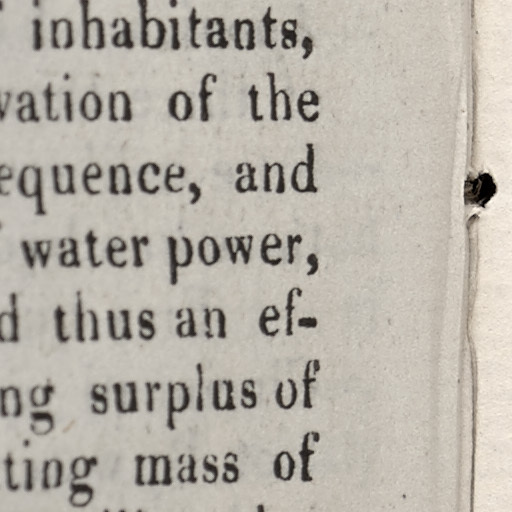 inhabitants,
vation of the
equence, and
water power,
d thus an ef-
ng surplus of
ting mass of